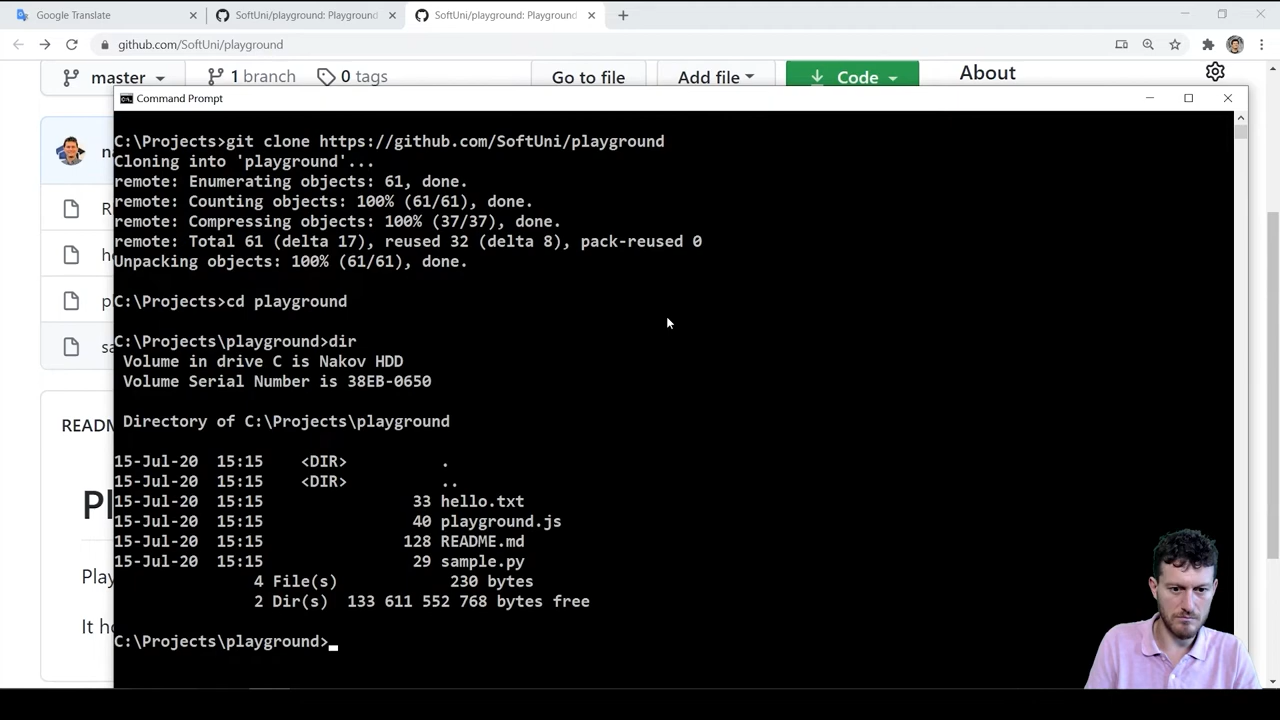 Google Translate
SoftUni/playground: Playground
SoftUni/playground: Playground
github.com/SoftUni/playground
master
1 branch
0 tags
Go to file
Add file
Code
About
Command Prompt
C:\Projects>git clone https://github.com/SoftUni/playground
Cloning into 'playground'...
remote: Enumerating objects: 61, done.
remote: Counting objects: 100% (61/61), done.
remote: Compressing objects: 100% (37/37), done.
remote: Total 61 (delta 17), reused 32 (delta 8), pack-reused 0
Unpacking objects: 100% (61/61), done.
C:\Projects>cd playground
C:\Projects\playground>dir
Volume in drive C is Nakov HDD
Volume Serial Number is 38EB-0650
Directory of C:\Projects\playground
15-Jul-20 15:15 <DIR> .
15-Jul-20 15:15 <DIR> ..
15-Jul-20 15:15 33 hello.txt
15-Jul-20 15:15 40 playground.js
15-Jul-20 15:15 128 README.md
15-Jul-20 15:15 29 sample.py
4 File(s) 230 bytes
2 Dir(s) 133 611 552 768 bytes free
C:\Projects\playground>